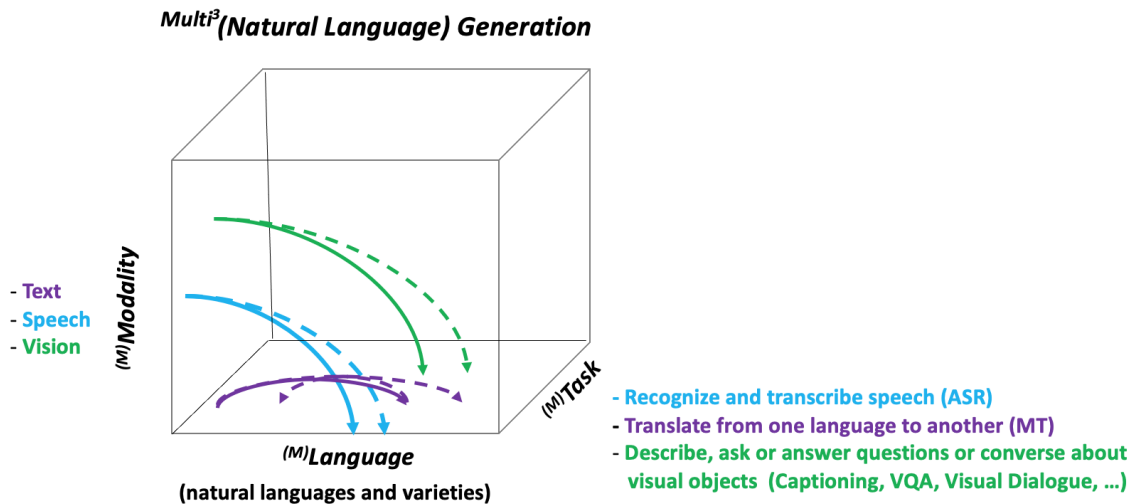 Multi³(Natural Language) Generation
(M)Modality
- Text
- Speech
- Vision
(M)Task
(M)Language
(natural languages and varieties)
- Recognize and transcribe speech (ASR)
- Translate from one language to another (MT)
- Describe, ask or answer questions or converse about
visual objects (Captioning, VQA, Visual Dialogue, ...)